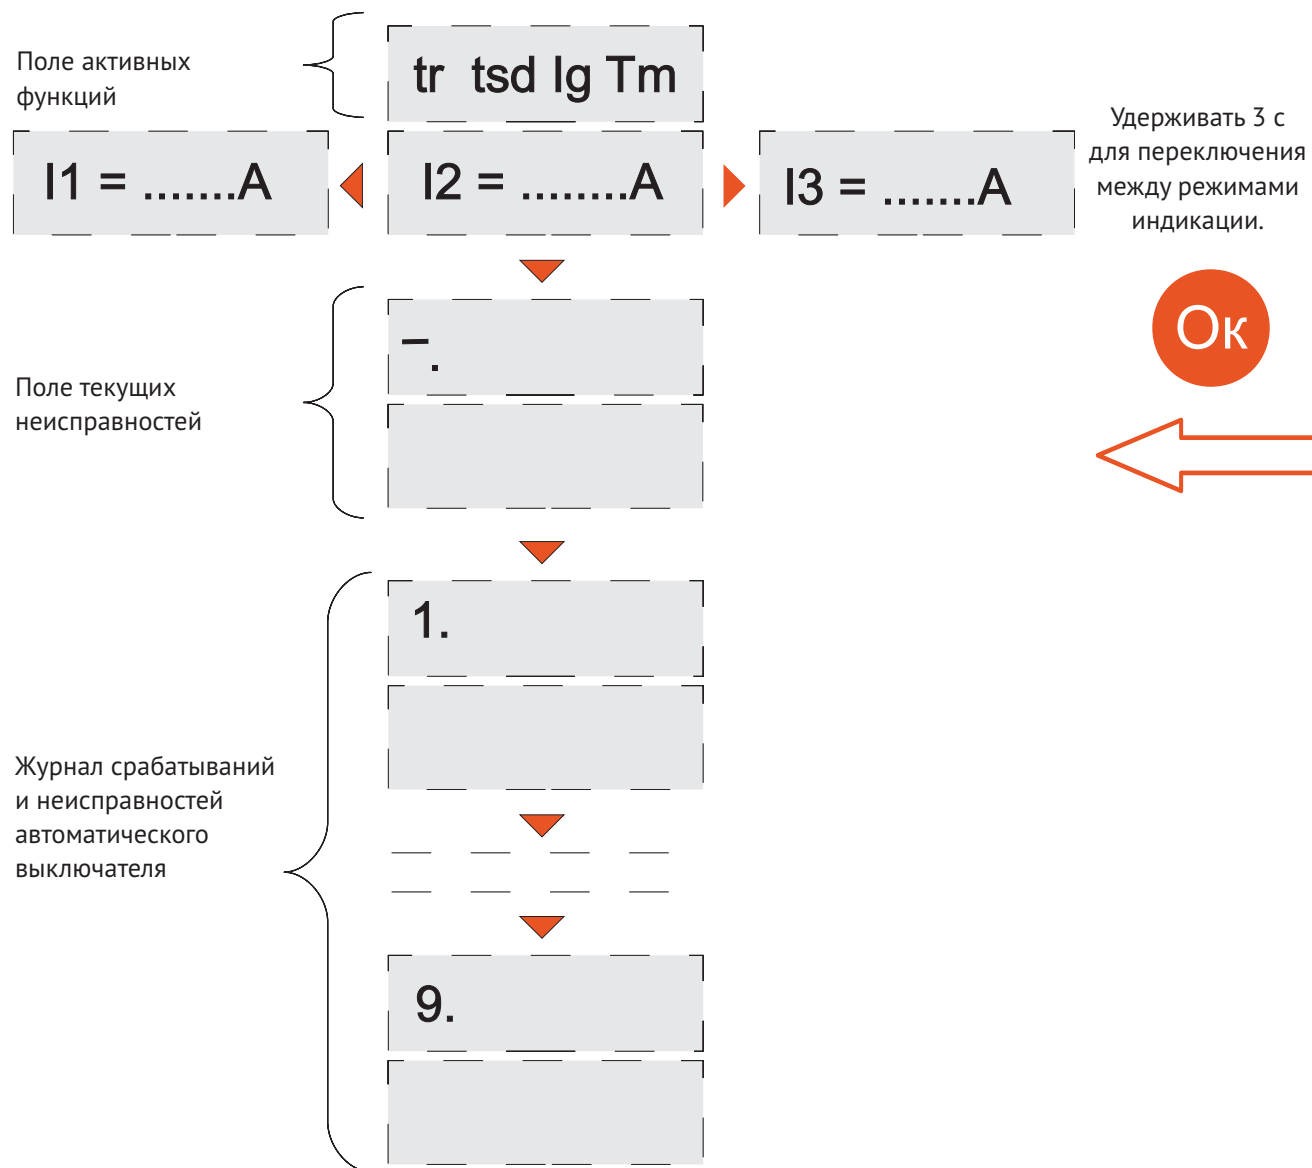 Поле активных
функций
tr tsd Ig Tm
I1 = .......A
I2 = ........A
I3 = .......A
Удерживать 3 с
для переключения
между режимами
индикации.
Ок
Поле текущих
неисправностей
–.
1.
Журнал срабатываний
и неисправностей
автоматического
выключателя
9.